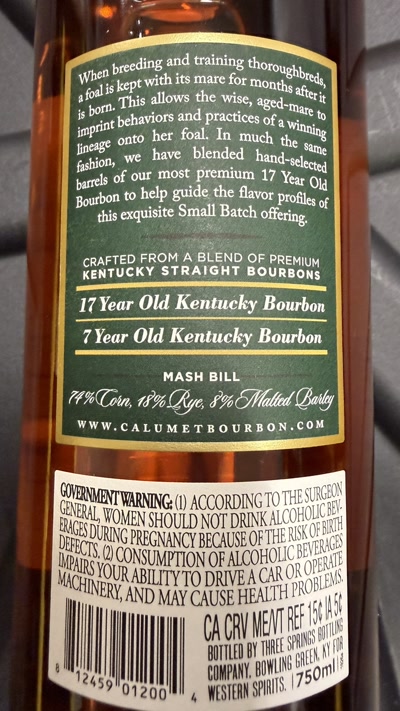 When breeding and training thoroughbreds,
a foal is kept with its mare for months after it
is born. This allows the wise, aged-mare to
imprint behaviors and practices of a winning
lineage onto her foal. In much the same
fashion, we have blended hand-selected
barrels of our most premium 17 Year Old
Bourbon to help guide the flavor profiles of
this exquisite Small Batch offering.
CRAFTED FROM A BLEND OF PREMIUM
KENTUCKY STRAIGHT BOURBONS
17 Year Old Kentucky Bourbon
7 Year Old Kentucky Bourbon
MASH BILL
74% Corn, 18% Rye, 8% Malted Barley
WWW.CALUMETBOURBON.COM
GOVERNMENT WARNING: (1) ACCORDING TO THE SURGEON
GENERAL, WOMEN SHOULD NOT DRINK ALCOHOLIC BEV-
ERAGES DURING PREGNANCY BECAUSE OF THE RISK OF BIRTH
DEFECTS. (2) CONSUMPTION OF ALCOHOLIC BEVERAGES
IMPAIRS YOUR ABILITY TO DRIVE A CAR OR OPERATE
MACHINERY, AND MAY CAUSE HEALTH PROBLEMS.
CA CRV ME/VT REF 15¢ IA 5¢
BOTTLED BY THREE SPRINGS BOTTLING
COMPANY, BOWLING GREEN, KY FOR
WESTERN SPIRITS. 750ml
8 12459 01200 4